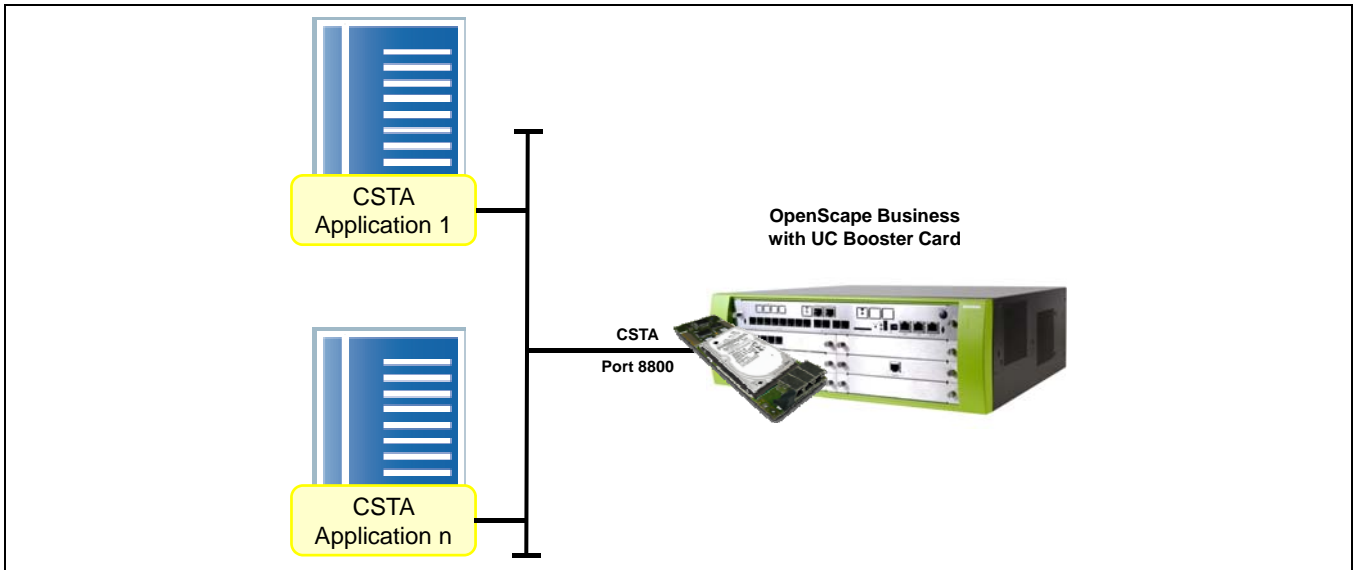 CSTA
Application 1
OpenScape Business
with UC Booster Card
CSTA
Port 8800
CSTA
Application n